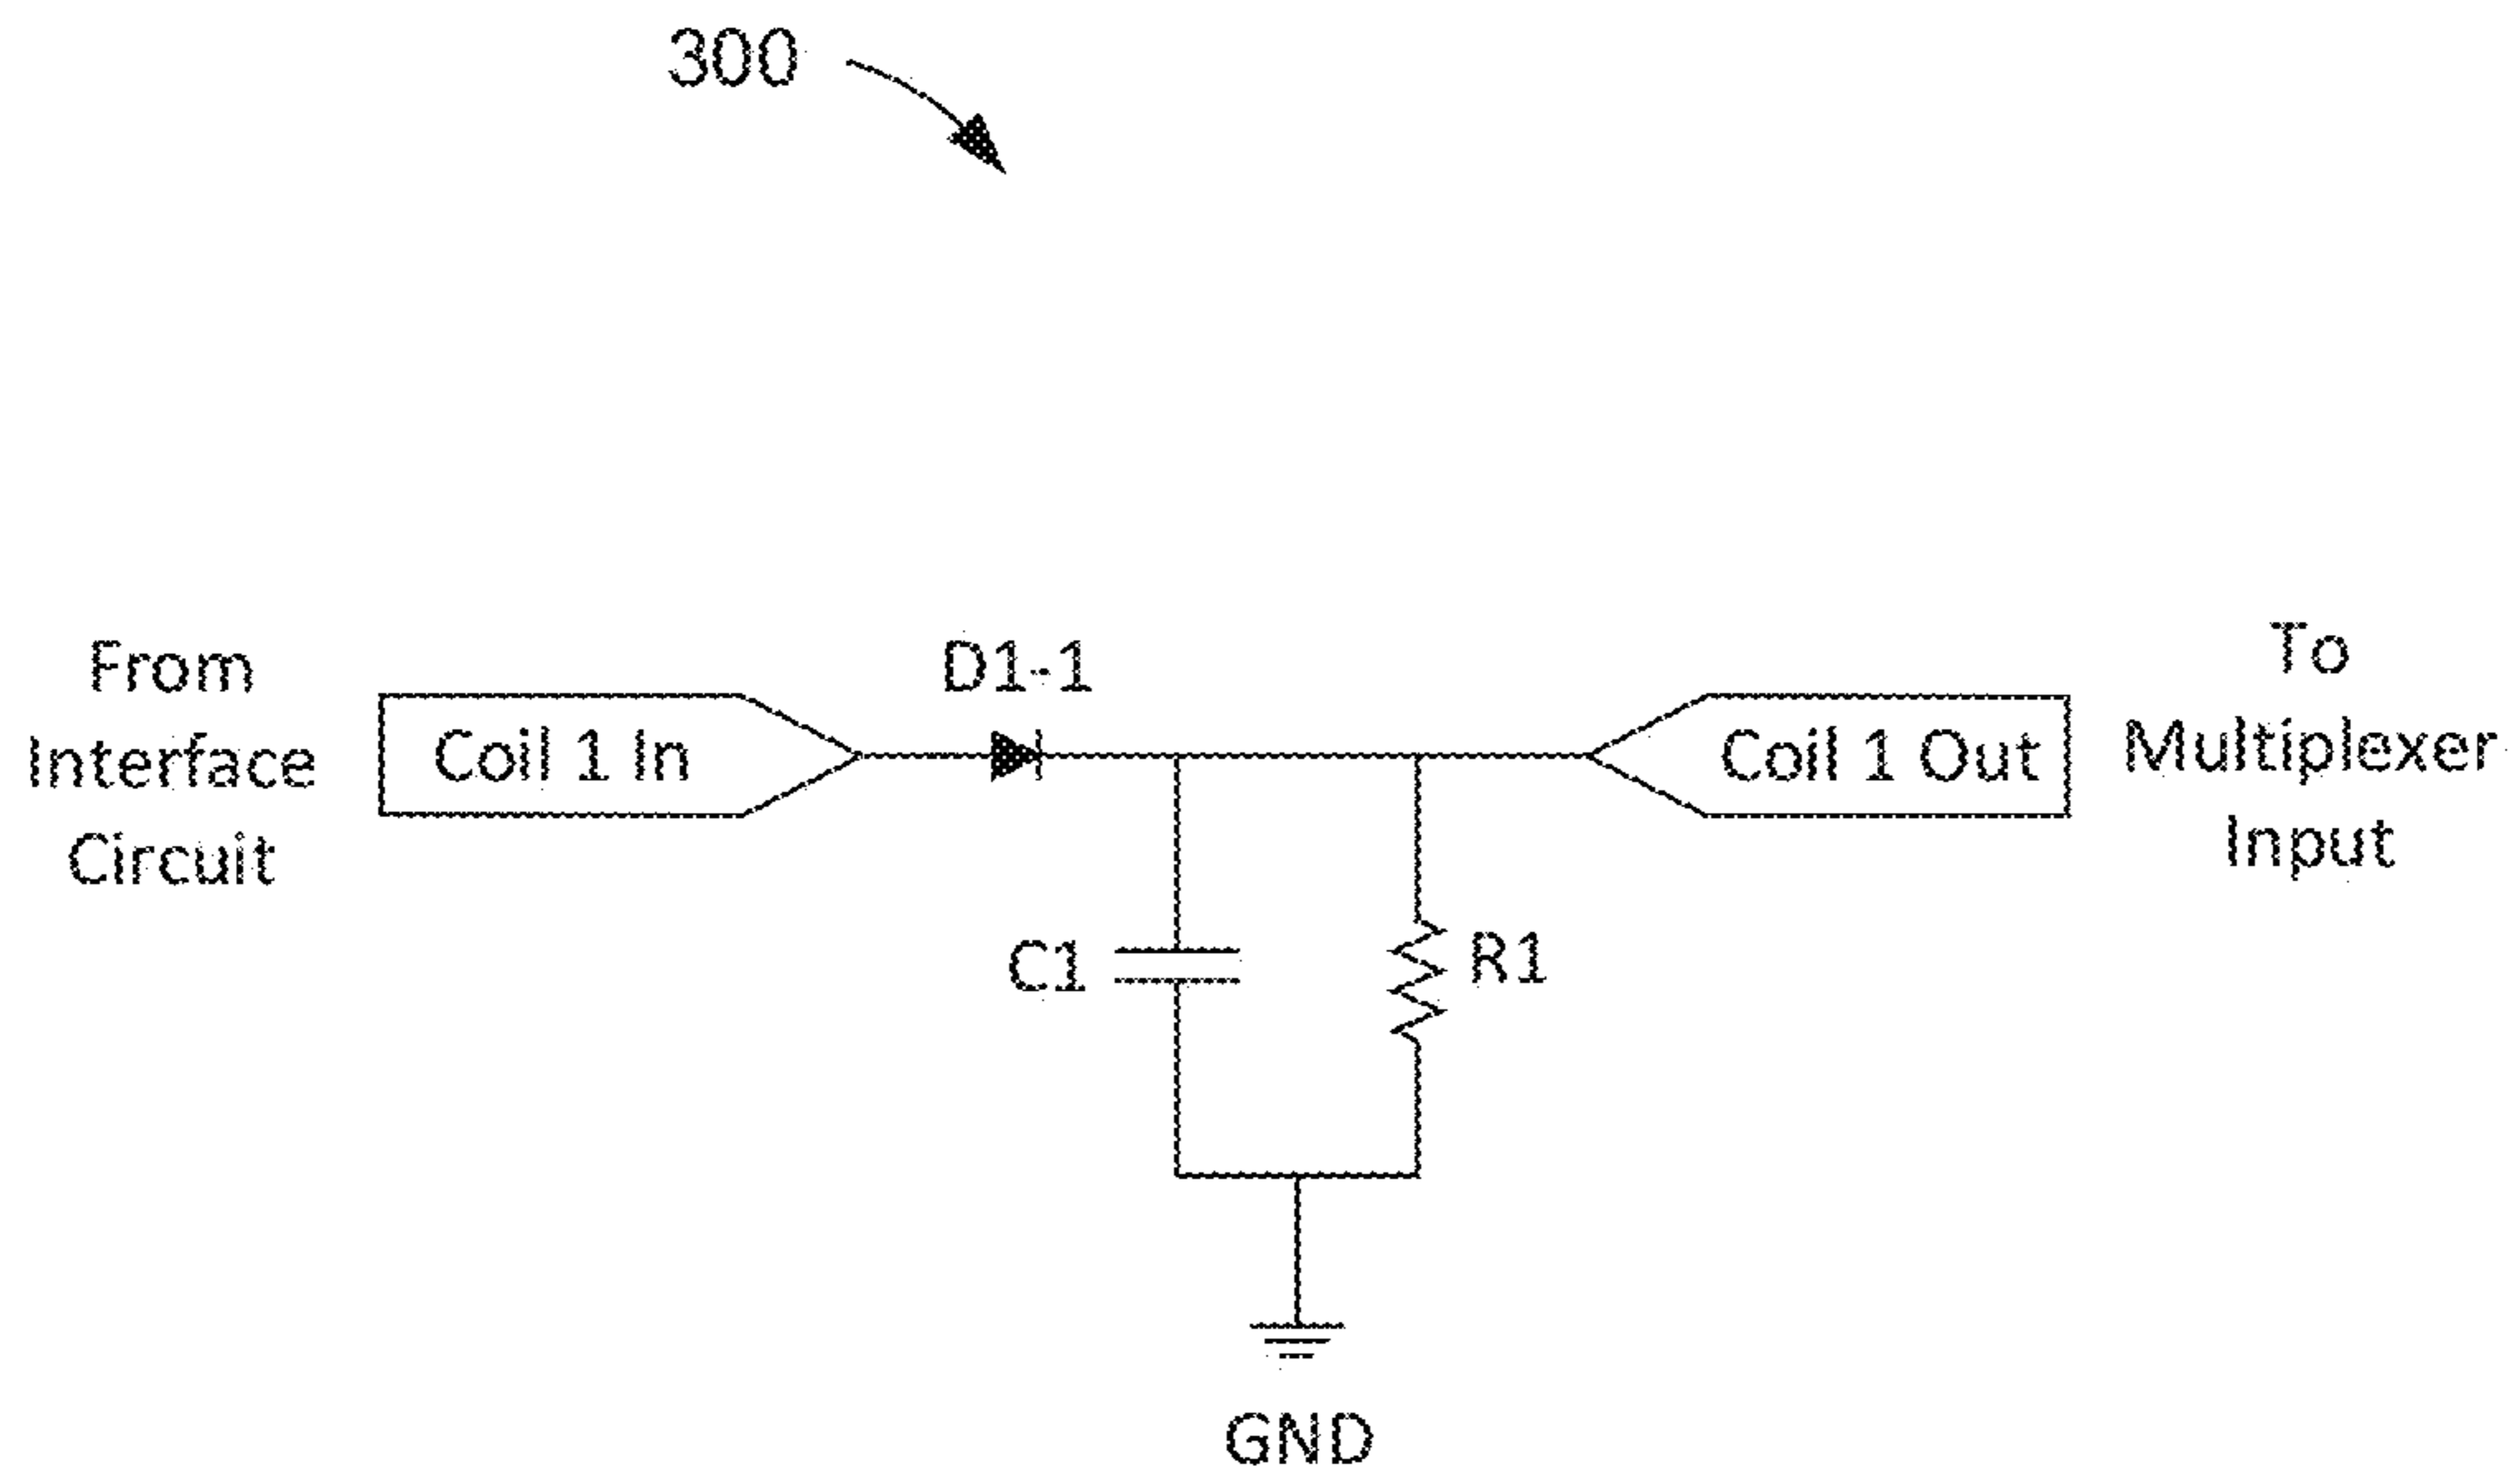 300
From
Interface
Circuit
Coil 1 In
D1-1
Coil 1 Out
To
Multiplexer
Input
C1
R1
GND